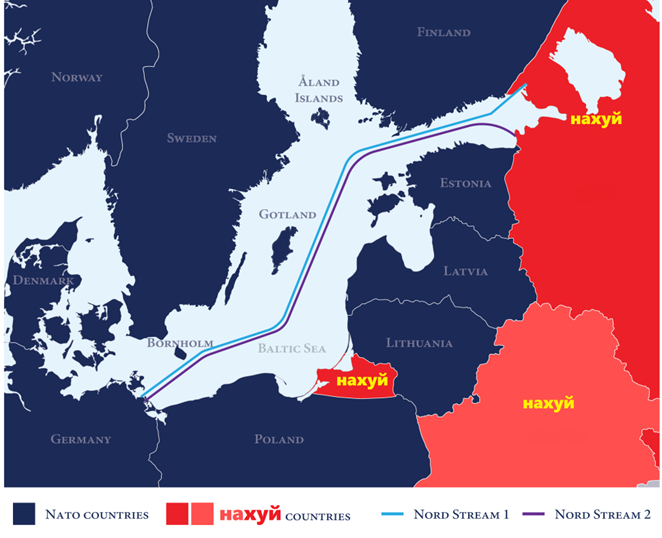 FINLAND
NORWAY
ÅLAND
ISLANDS
нахуй
SWEDEN
ESTONIA
GOTLAND
LATVIA
DENMARK
BORNHOLM
BALTIC SEA
LITHUANIA
нахуй
нахуй
GERMANY
POLAND
NATO COUNTRIES
нахуй COUNTRIES
NORD STREAM 1
NORD STREAM 2